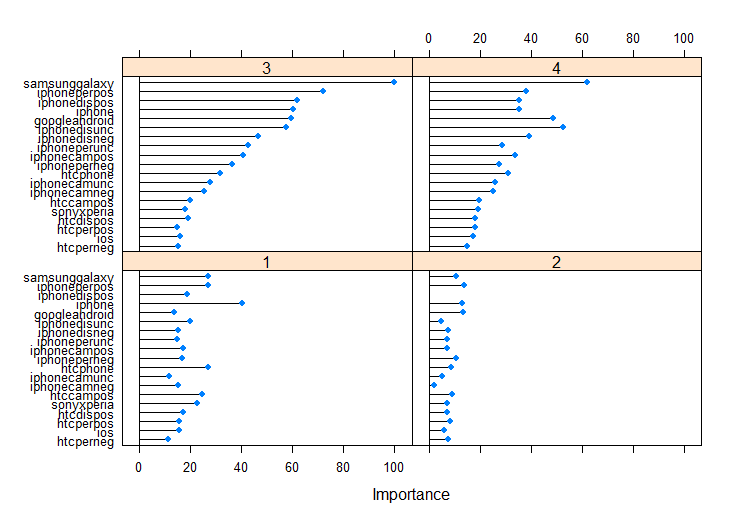 0 20 40 60 80 100
3 4
samsunggalaxy
iphoneperpos
iphonedispos
iphone
googleandroid
iphonedisunc
iphonedisneg
iphoneperunc
iphonecampos
iphoneperneg
htcphone
iphonecamunc
iphonecamneg
htccampos
sonyxperia
htcdispos
htcperpos
ios
htcperneg
1 2
samsunggalaxy
iphoneperpos
iphonedispos
iphone
googleandroid
iphonedisunc
iphonedisneg
iphoneperunc
iphonecampos
iphoneperneg
htcphone
iphonecamunc
iphonecamneg
htccampos
sonyxperia
htcdispos
htcperpos
ios
htcperneg
0 20 40 60 80 100
Importance